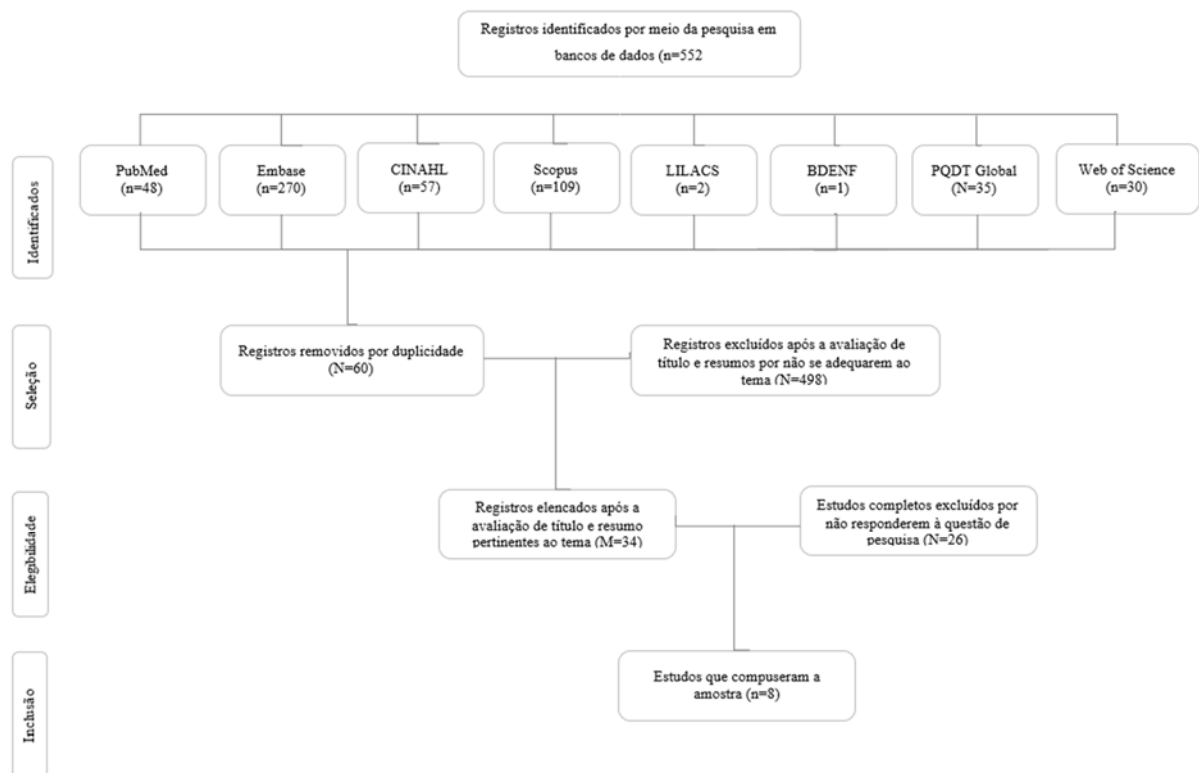 Registros identificados por meio da pesquisa em
bancos de dados (n=552
Identificados
PubMed
(n=48)
Embase
(n=270)
CINAHL
(n=57)
Scopus
(n=109)
LILACS
(n=2)
BDENF
(n=1)
PQDT Global
(N=35)
Web of Science
(n=30)
Seleção
Registros removidos por duplicidade
(N=60)
Registros excluídos após a avaliação de
título e resumos por não se adequarem ao
tema (N=498)
Elegibilidade
Registros elencados após a
avaliação de título e resumo
pertinentes ao tema (M=34)
Estudos completos excluídos por
não responderem à questão de
pesquisa (N=26)
Inclusão
Estudos que compuseram a
amostra (n=8)